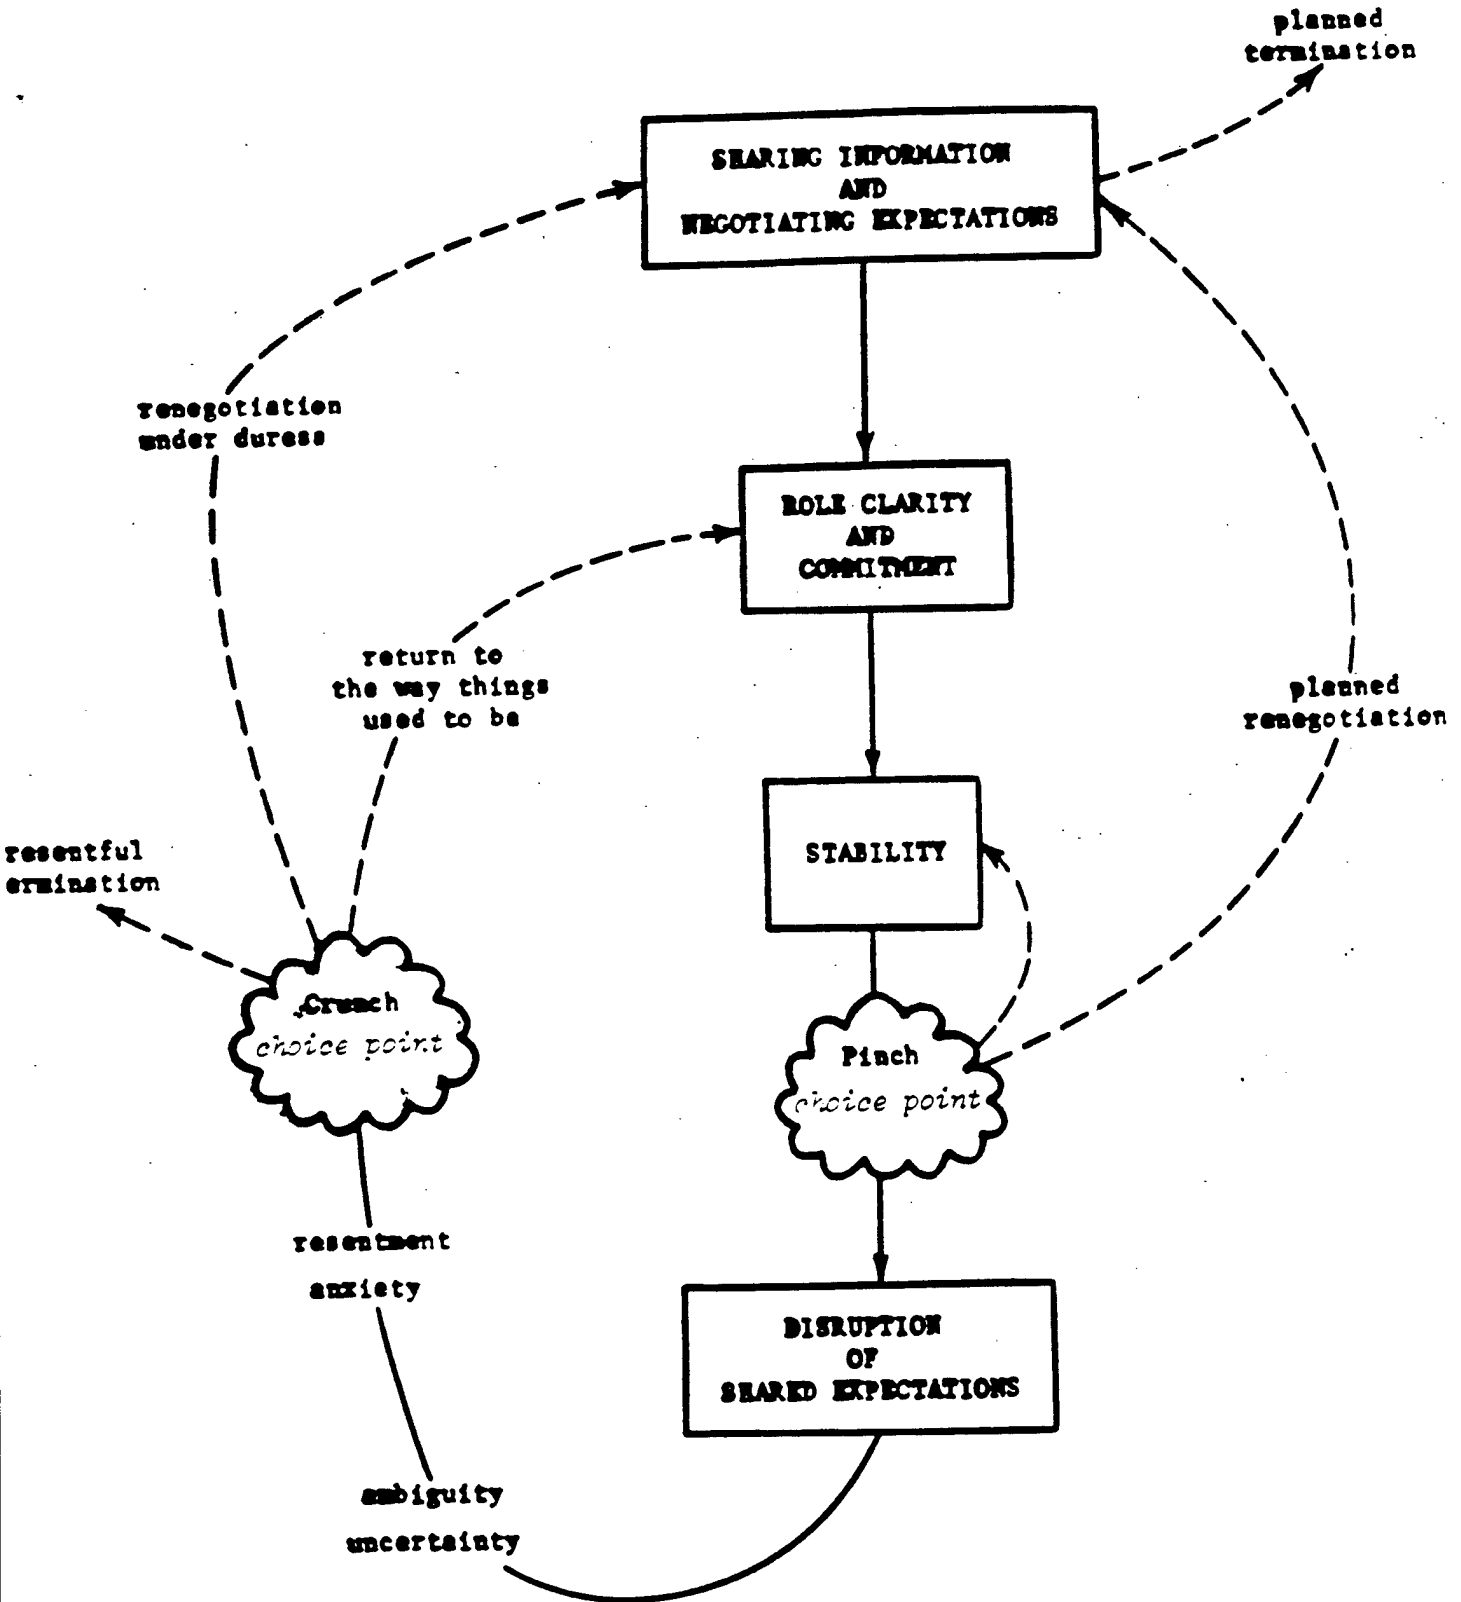 planned
termination
SHARING INFORMATION
AND
NEGOTIATING EXPECTATIONS
renegotiation
under duress
ROLE CLARITY
AND
COMMITMENT
return to
the way things
used to be
planned
renegotiation
STABILITY
resentful
ermination
Crunch
choice point
Pinch
choice point
resentment
anxiety
DISRUPTION
OF
SHARED EXPECTATIONS
ambiguity
uncertainty